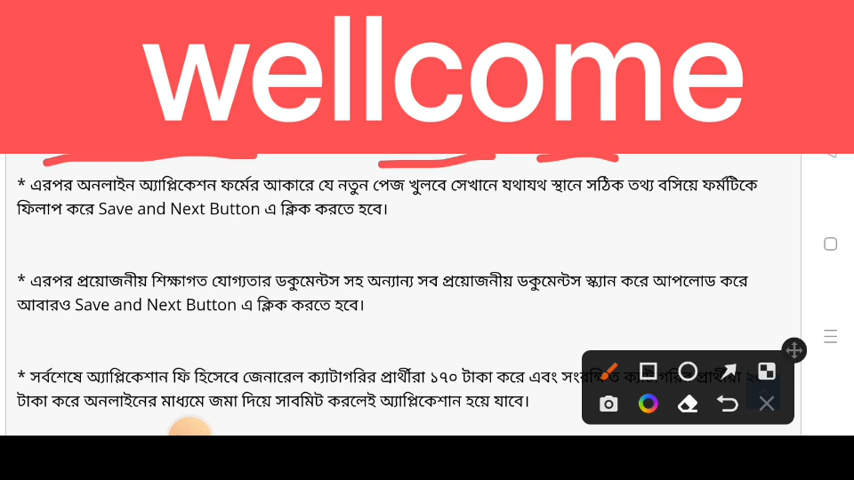 wellcome
* এরপর অনলাইন অ্যাপ্লিকেশন ফর্মের আকারে যে নতুন পেজ খুলবে সেখানে যথাযথ স্থানে সঠিক তথ্য বসিয়ে ফর্মটিকে
ফিলাপ করে Save and Next Button এ ক্লিক করতে হবে।
* এরপর প্রয়োজনীয় শিক্ষাগত যোগ্যতার ডকুমেন্টস সহ অন্যান্য সব প্রয়োজনীয় ডকুমেন্টস স্ক্যান করে আপলোড করে
আবারও Save and Next Button এ ক্লিক করতে হবে।
* সর্বশেষে অ্যাপ্লিকেশান ফি হিসেবে জেনারেল ক্যাটাগরির প্রার্থীরা ১৭০ টাকা করে এবং সংরক্ষিত ক্যাটাগরির প্রার্থীরা
টাকা করে অনলাইনের মাধ্যমে জমা দিয়ে সাবমিট করলেই অ্যাপ্লিকেশান হয়ে যাবে।